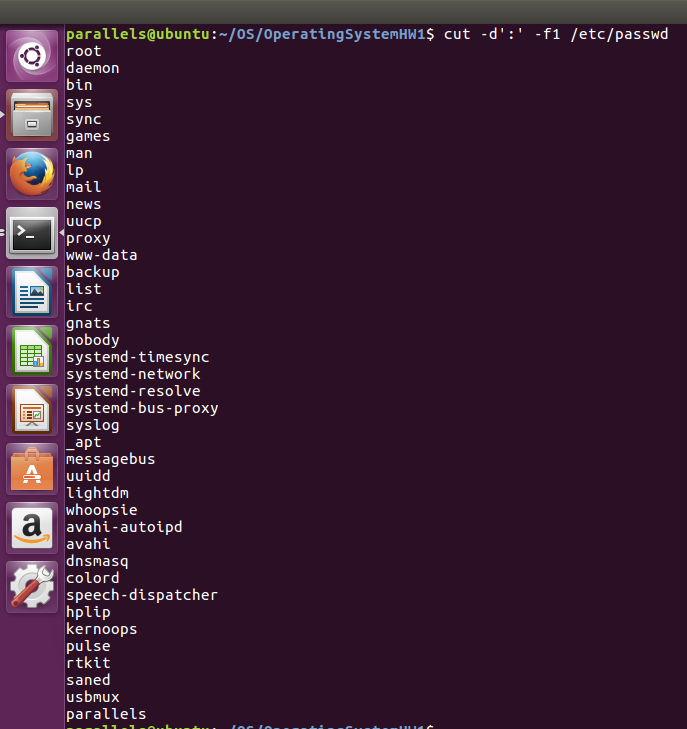 parallels@ubuntu:~/OS/OperatingSystemHW1$ cut -d':' -f1 /etc/passwd
root
daemon
bin
sys
sync
games
man
lp
mail
news
uucp
proxy
www-data
backup
list
irc
gnats
nobody
systemd-timesync
systemd-network
systemd-resolve
systemd-bus-proxy
syslog
_apt
messagebus
uuidd
lightdm
whoopsie
avahi-autoipd
avahi
dnsmasq
colord
speech-dispatcher
hplip
kernoops
pulse
rtkit
saned
usbmux
parallels
parallels@ubuntu:~/OS/OperatingSystemHW1$